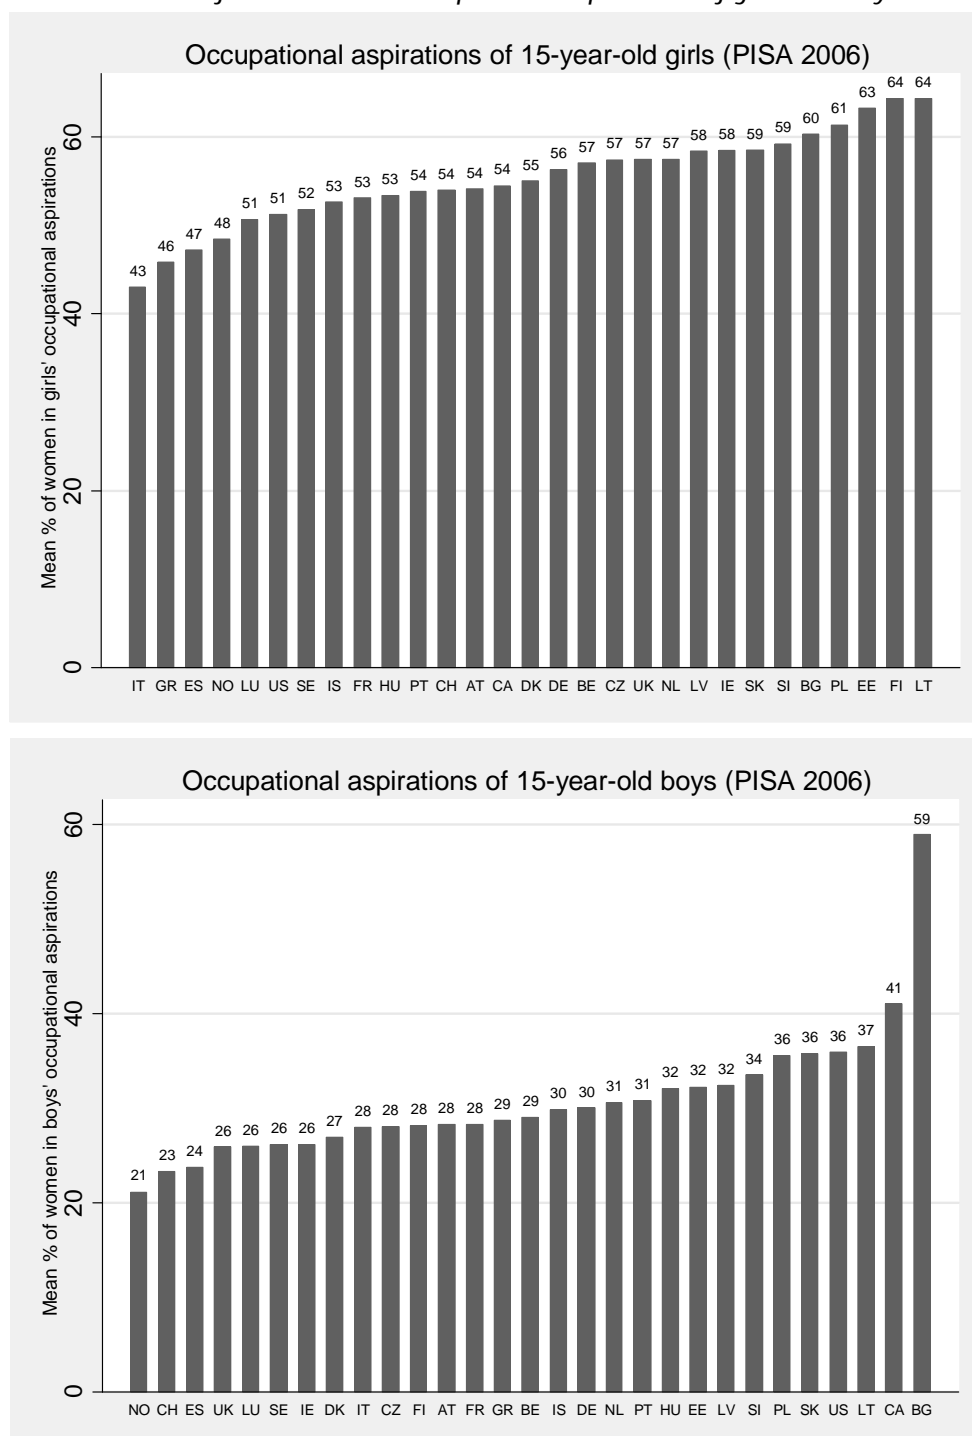 Occupational aspirations of 15-year-old girls (PISA 2006)
Mean % of women in girls' occupational aspirations
60
40
20
0
43 46 47 48 51 51 52 53 53 53 54 54 54 54 55 56 57 57 57 57 58 58 59 59 60 61 63 64 64
IT GR ES NO LU US SE IS FR HU PT CH AT CA DK DE BE CZ UK NL LV IE SK SI BG PL EE FI LT
Occupational aspirations of 15-year-old boys (PISA 2006)
Mean % of women in boys' occupational aspirations
60
40
20
0
21 23 24 26 26 26 26 27 28 28 28 28 28 29 29 30 30 31 31 32 32 32 34 36 36 36 37 41 59
NO CH ES UK LU SE IE DK IT CZ FI AT FR GR BE IS DE NL PT HU EE LV SI PL SK US LT CA BG